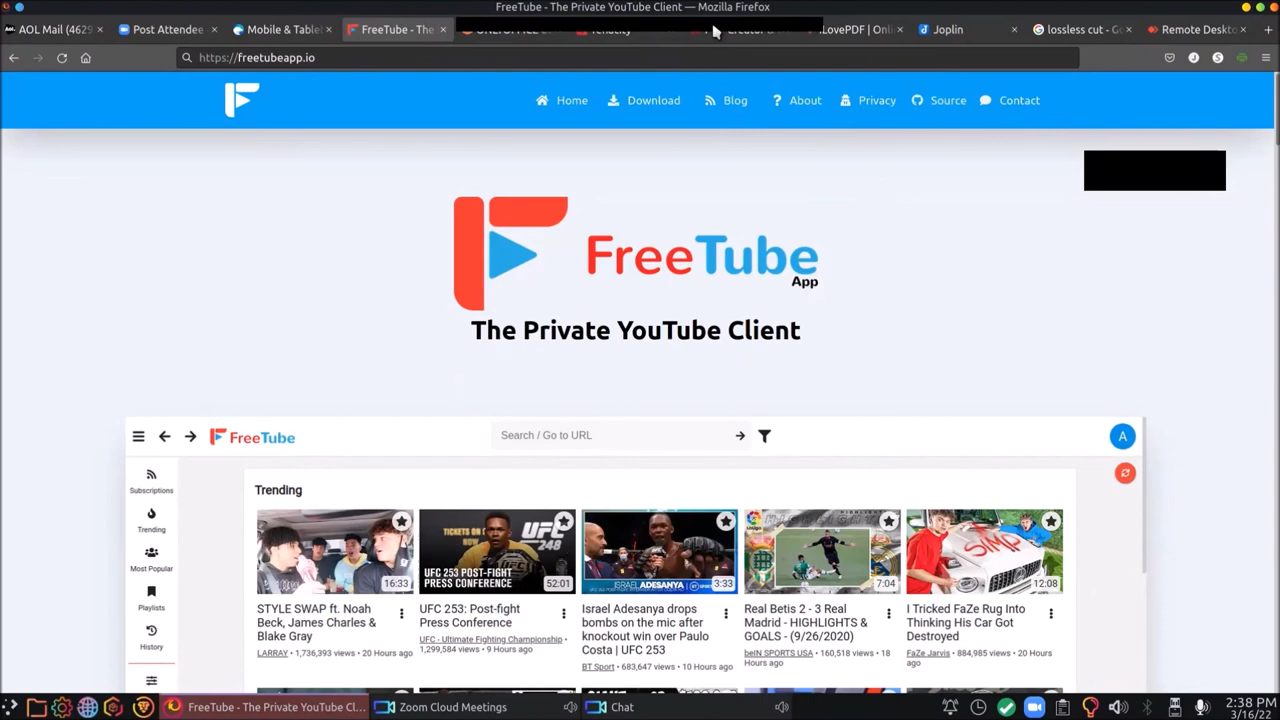 FreeTube - The Private YouTube Client — Mozilla Firefox
AOL Mail (4629
Post Attende
Mobile & Tablet
FreeTube - The
iLovePDF | Onli
Joplin
lossless cut - Go
Remote Deskto
https://freetubeapp.io
Home
Download
Blog
About
Privacy
Source
Contact
FreeTube
App
The Private YouTube Client
FreeTube
Search / Go to URL
A
Subscriptions
Trending
Most Popular
Playlists
History
Trending
16:33
STYLE SWAP ft. Noah
Beck, James Charles &
Blake Gray
LARRAY • 1,736,393 views • 20 Hours ago
TICKETS ON
NOW
UFC
248
UFC 253 POST-FIGHT
PRESS CONFERENCE
52:01
UFC 253: Post-fight
Press Conference
UFC - Ultimate Fighting Championship •
1,299,584 views • 9 Hours ago
ISRAEL ADESANYA
3:33
Israel Adesanya drops
bombs on the mic after
knockout win over Paulo
Costa | UFC 253
BT Sport • 683,647 views • 10 Hours ago
7:04
Real Betis 2 - 3 Real
Madrid - HIGHLIGHTS &
GOALS - (9/26/2020)
beIN SPORTS USA • 160,518 views • 18
Hours ago
12:08
I Tricked FaZe Rug Into
Thinking His Car Got
Destroyed
FaZe Jarvis • 884,985 views • 20 Hours
ago
FreeTube - The Private YouTube Cl...
Zoom Cloud Meetings
Chat
2:38 PM
3/16/22